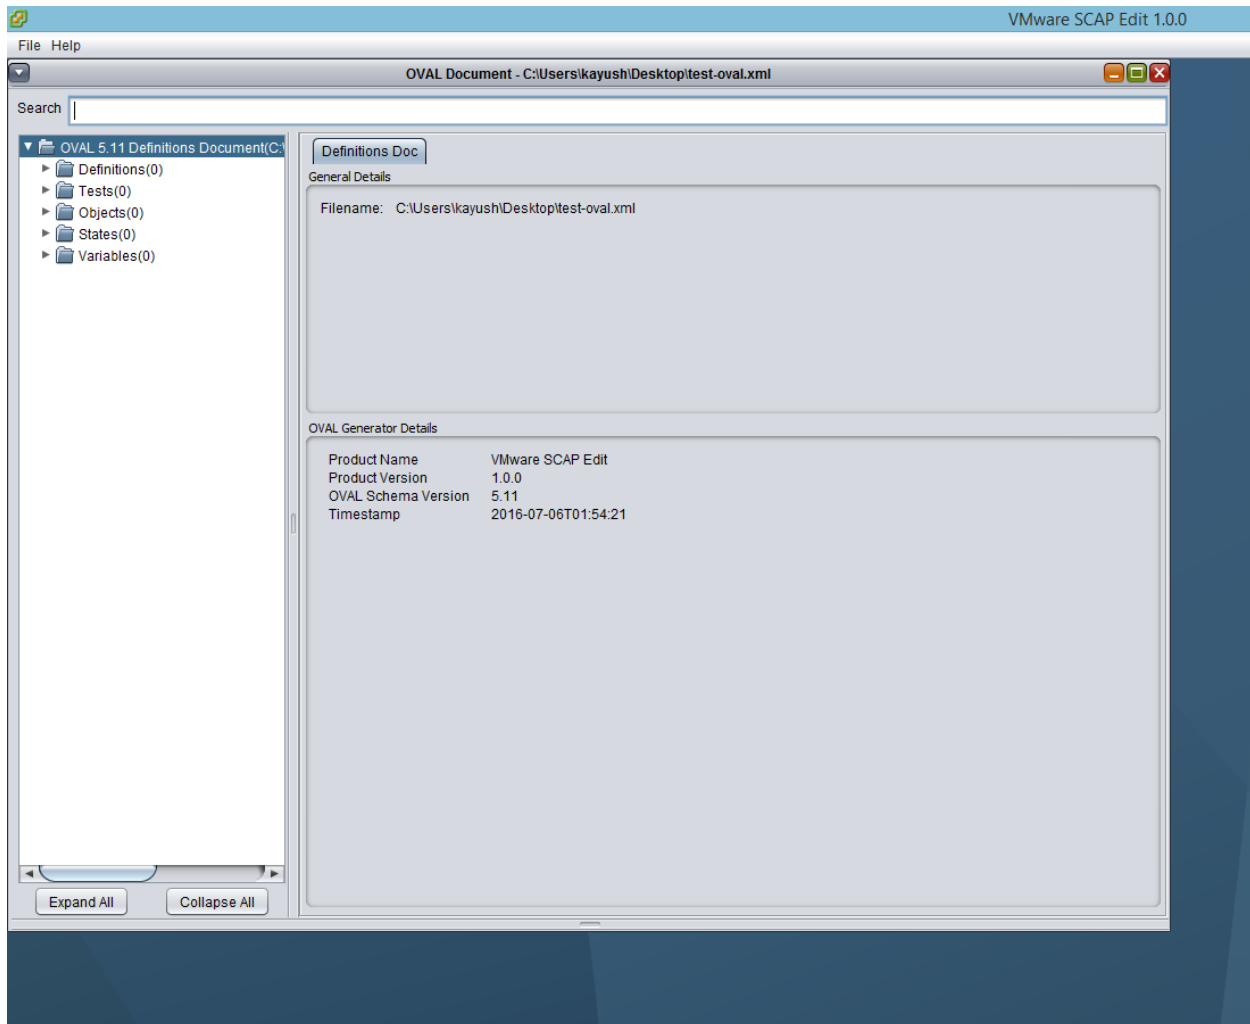 VMware SCAP Edit 1.0.0
File Help
OVAL Document - C:\Users\kayush\Desktop\test-oval.xml
Search
OVAL 5.11 Definitions Document(C:\
Definitions(0)
Tests(0)
Objects(0)
States(0)
Variables(0)
Expand All Collapse All
Definitions Doc
General Details
Filename: C:\Users\kayush\Desktop\test-oval.xml
OVAL Generator Details
Product Name VMware SCAP Edit
Product Version 1.0.0
OVAL Schema Version 5.11
Timestamp 2016-07-06T01:54:21